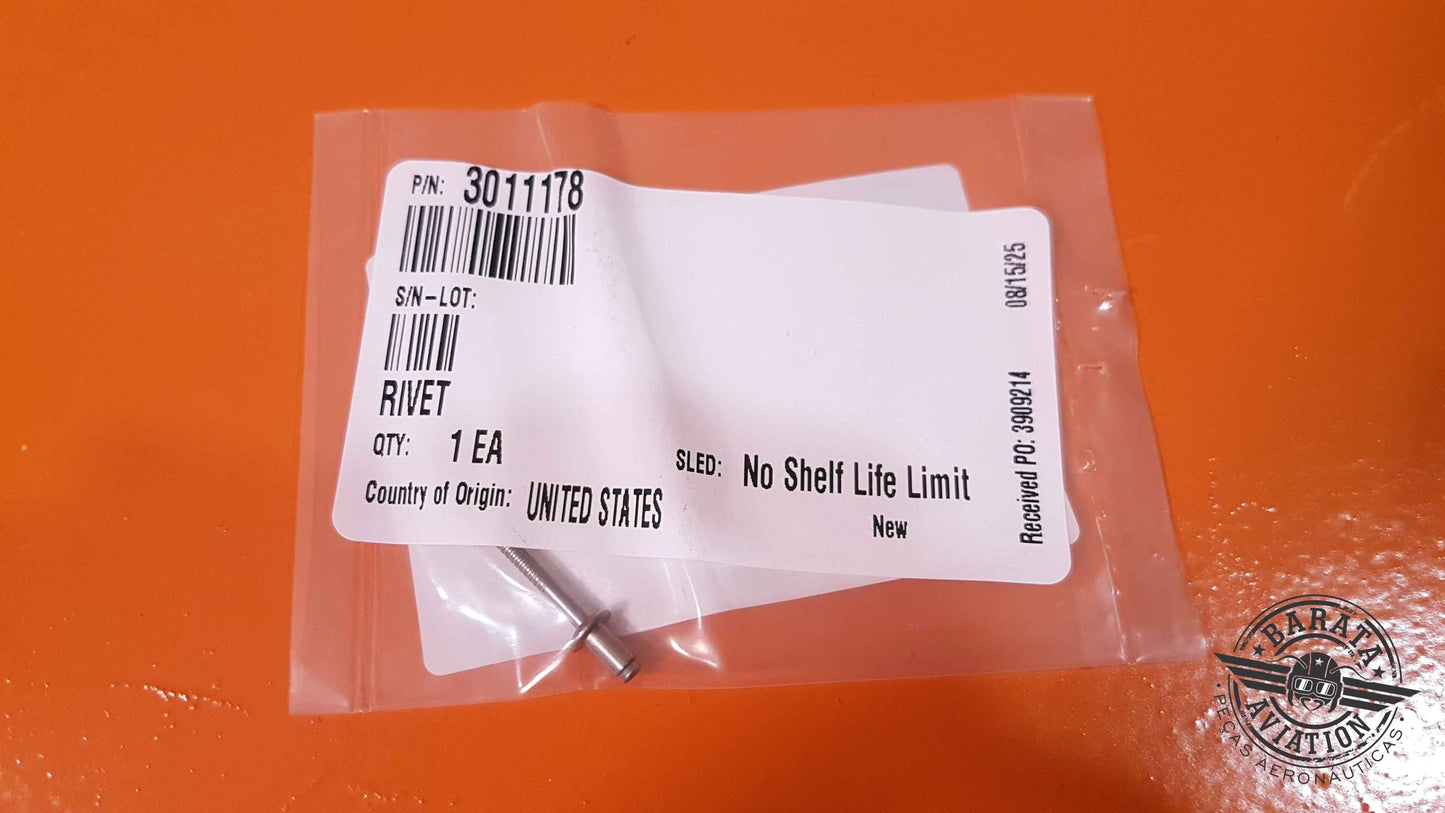 P/N: 3011178
S/N-LOT:
RIVET
QTY: 1 EA
Country of Origin: UNITED STATES
SLED: No Shelf Life Limit
New
Received PO: 3909214 08/15/25
BARATA
AVIATION
PEÇAS AERONÁUTICAS